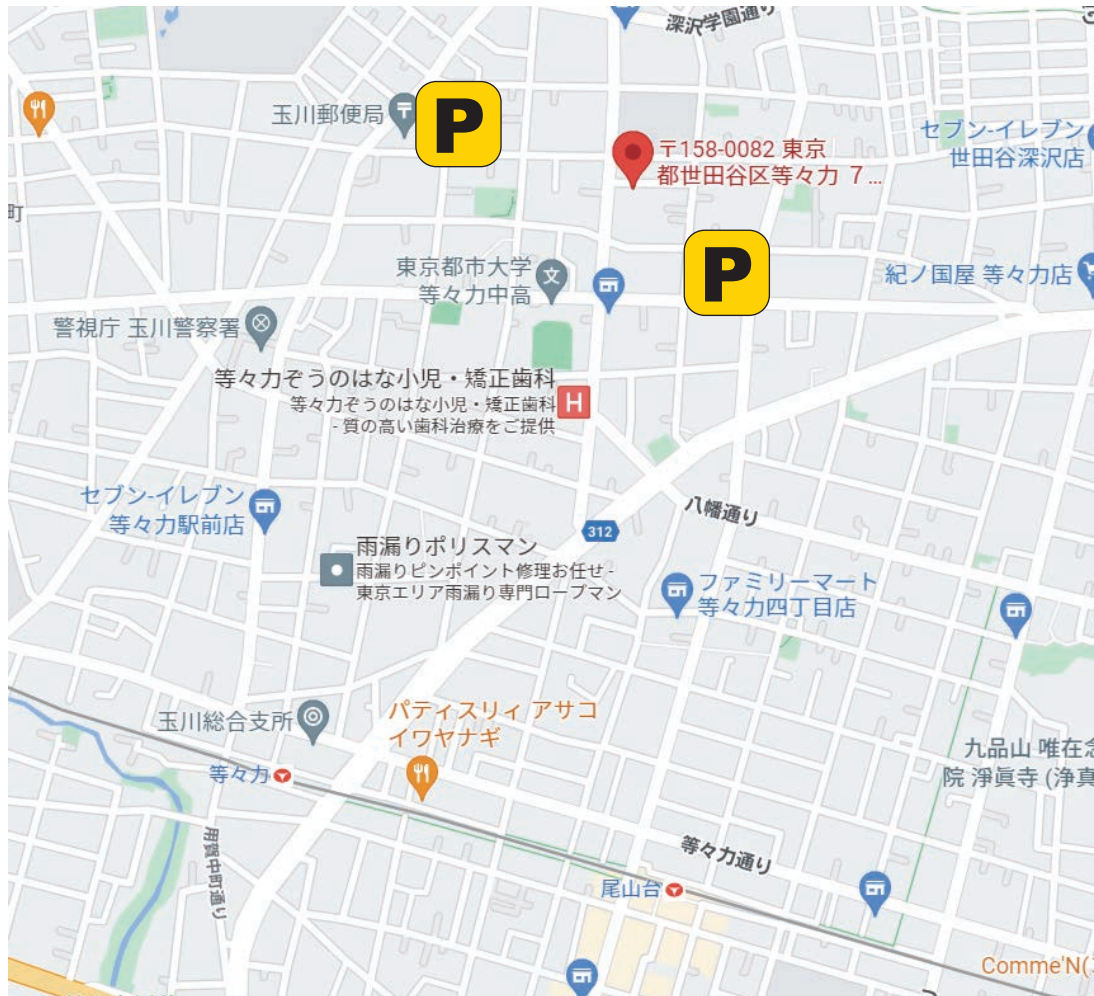 深沢学園通り
玉川郵便局
P
〒158-0082 東京
都世田谷区等々力 7...
セブン-イレブン
世田谷深沢店
町
東京都市大学
等々力中高
P
紀ノ国屋 等々力店
警視庁 玉川警察署
等々力ぞうのはな小児・矯正歯科
等々力ぞうのはな小児・矯正歯科
- 質の高い歯科治療をご提供
H
セブン-イレブン
等々力駅前店
八幡通り
312
雨漏りポリスマン
雨漏りピンポイント修理お任せ -
東京エリア雨漏り専門ロープマン
ファミリーマート
等々力四丁目店
玉川総合支所
パティスリィ アサコ
イワヤナギ
九品山 唯在念
院 淨眞寺 (浄真
等々力
用賀中町通り
等々力通り
尾山台
Comme'N(